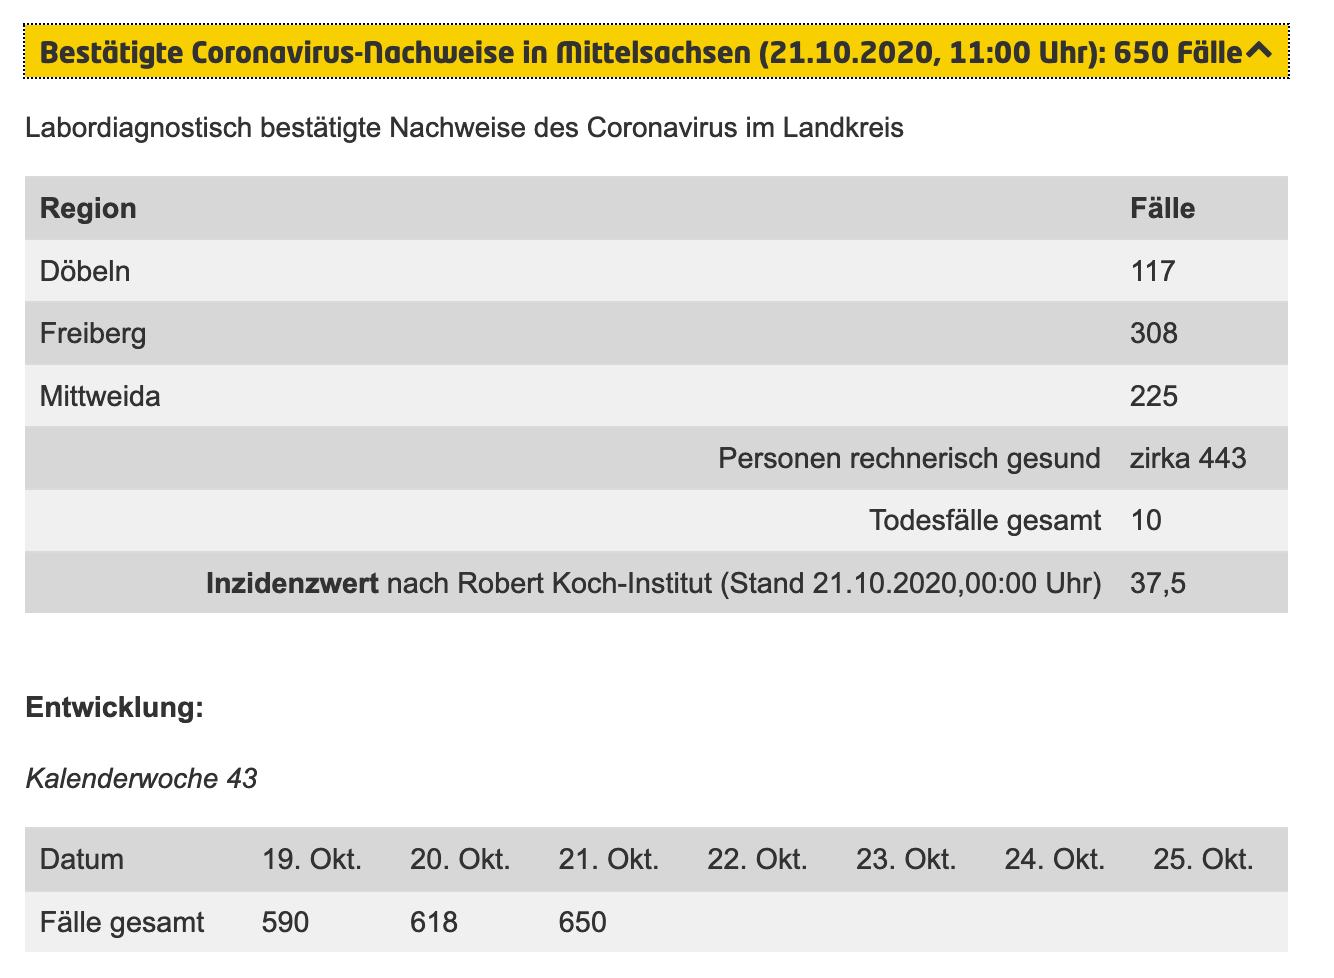 Bestätigte Coronavirus-Nachweise in Mittelsachsen (21.10.2020, 11:00 Uhr): 650 Fälle
Labordiagnostisch bestätigte Nachweise des Coronavirus im Landkreis
Region Fälle
Döbeln 117
Freiberg 308
Mittweida 225
Personen rechnerisch gesund zirka 443
Todesfälle gesamt 10
Inzidenzwert nach Robert Koch-Institut (Stand 21.10.2020,00:00 Uhr) 37,5
Entwicklung:
Kalenderwoche 43
Datum 19. Okt. 20. Okt. 21. Okt. 22. Okt. 23. Okt. 24. Okt. 25. Okt.
Fälle gesamt 590 618 650